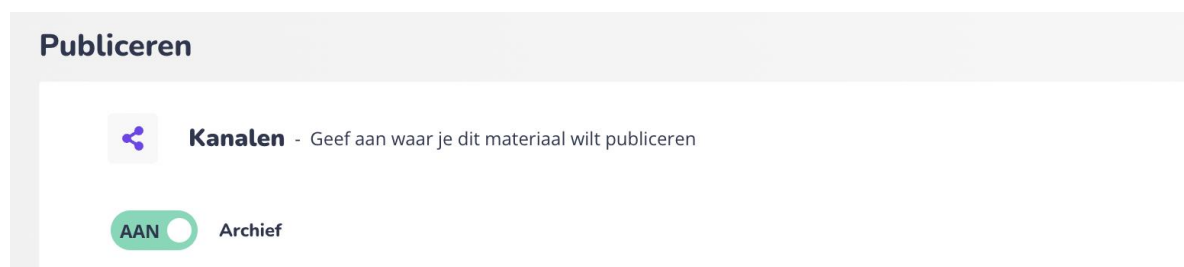 Publiceren
Kanalen - Geef aan waar je dit materiaal wilt publiceren
AAN Archief